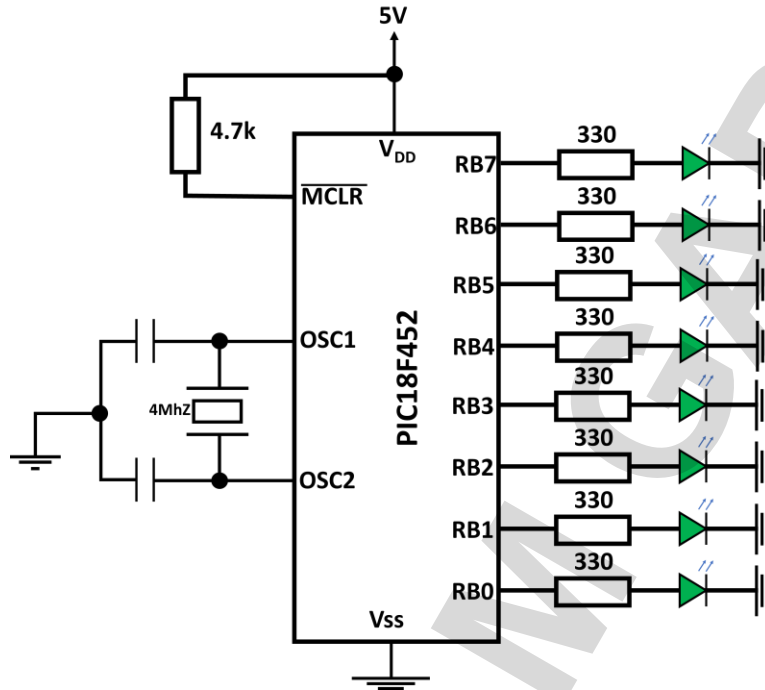 5V
4.7k
VDD
MCLR
OSC1
4MhZ
OSC2
PIC18F452
Vss
RB7
330
RB6
330
RB5
330
RB4
330
RB3
330
RB2
330
RB1
330
RB0
330